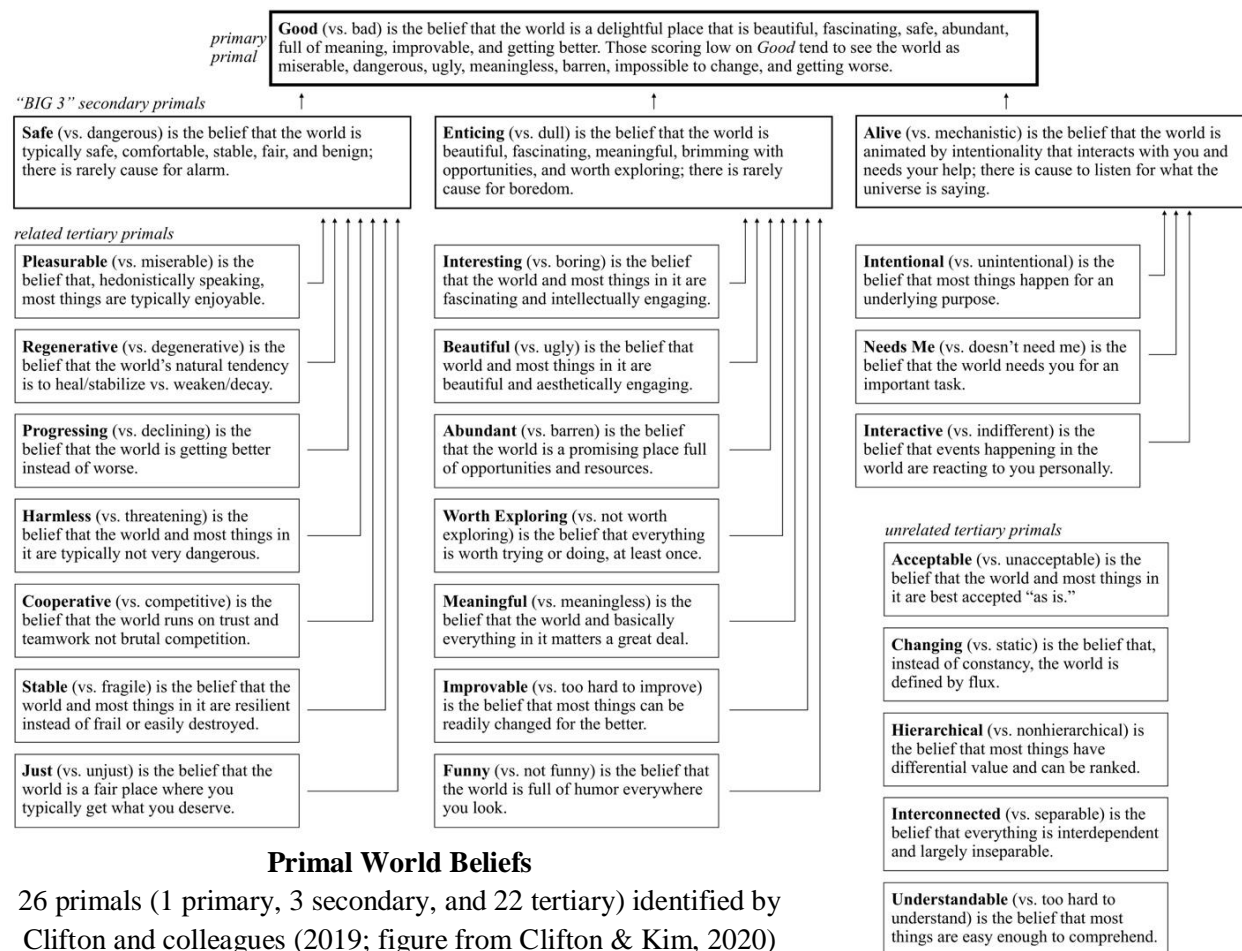 primary
primal
Good (vs. bad) is the belief that the world is a delightful place that is beautiful, fascinating, safe, abundant,
full of meaning, improvable, and getting better. Those scoring low on Good tend to see the world as
miserable, dangerous, ugly, meaningless, barren, impossible to change, and getting worse.
“BIG 3” secondary primals
Safe (vs. dangerous) is the belief that the world is
typically safe, comfortable, stable, fair, and benign;
there is rarely cause for alarm.
Enticing (vs. dull) is the belief that the world is
beautiful, fascinating, meaningful, brimming with
opportunities, and worth exploring; there is rarely
cause for boredom.
Alive (vs. mechanistic) is the belief that the world is
animated by intentionality that interacts with you and
needs your help; there is cause to listen for what the
universe is saying.
related tertiary primals
Pleasurable (vs. miserable) is the
belief that, hedonistically speaking,
most things are typically enjoyable.
Regenerative (vs. degenerative) is the
belief that the world’s natural tendency
is to heal/stabilize vs. weaken/decay.
Progressing (vs. declining) is the
belief that the world is getting better
instead of worse.
Harmless (vs. threatening) is the
belief that the world and most things in
it are typically not very dangerous.
Cooperative (vs. competitive) is the
belief that the world runs on trust and
teamwork not brutal competition.
Stable (vs. fragile) is the belief that the
world and most things in it are resilient
instead of frail or easily destroyed.
Just (vs. unjust) is the belief that the
world is a fair place where you
typically get what you deserve.
Interesting (vs. boring) is the belief
that the world and most things in it are
fascinating and intellectually engaging.
Beautiful (vs. ugly) is the belief that
world and most things in it are
beautiful and aesthetically engaging.
Abundant (vs. barren) is the belief
that the world is a promising place full
of opportunities and resources.
Worth Exploring (vs. not worth
exploring) is the belief that everything
is worth trying or doing, at least once.
Meaningful (vs. meaningless) is the
belief that the world and basically
everything in it matters a great deal.
Improvable (vs. too hard to improve)
is the belief that most things can be
readily changed for the better.
Funny (vs. not funny) is the belief that
the world is full of humor everywhere
you look.
Intentional (vs. unintentional) is the
belief that most things happen for an
underlying purpose.
Needs Me (vs. doesn’t need me) is the
belief that the world needs you for an
important task.
Interactive (vs. indifferent) is the
belief that events happening in the
world are reacting to you personally.
unrelated tertiary primals
Acceptable (vs. unacceptable) is the
belief that the world and most things in
it are best accepted “as is.”
Changing (vs. static) is the belief that,
instead of constancy, the world is
defined by flux.
Hierarchical (vs. nonhierarchical) is
the belief that most things have
differential value and can be ranked.
Interconnected (vs. separable) is the
belief that everything is interdependent
and largely inseparable.
Understandable (vs. too hard to
understand) is the belief that most
things are easy enough to comprehend.
Primal World Beliefs
26 primals (1 primary, 3 secondary, and 22 tertiary) identified by
Clifton and colleagues (2019; figure from Clifton & Kim, 2020)